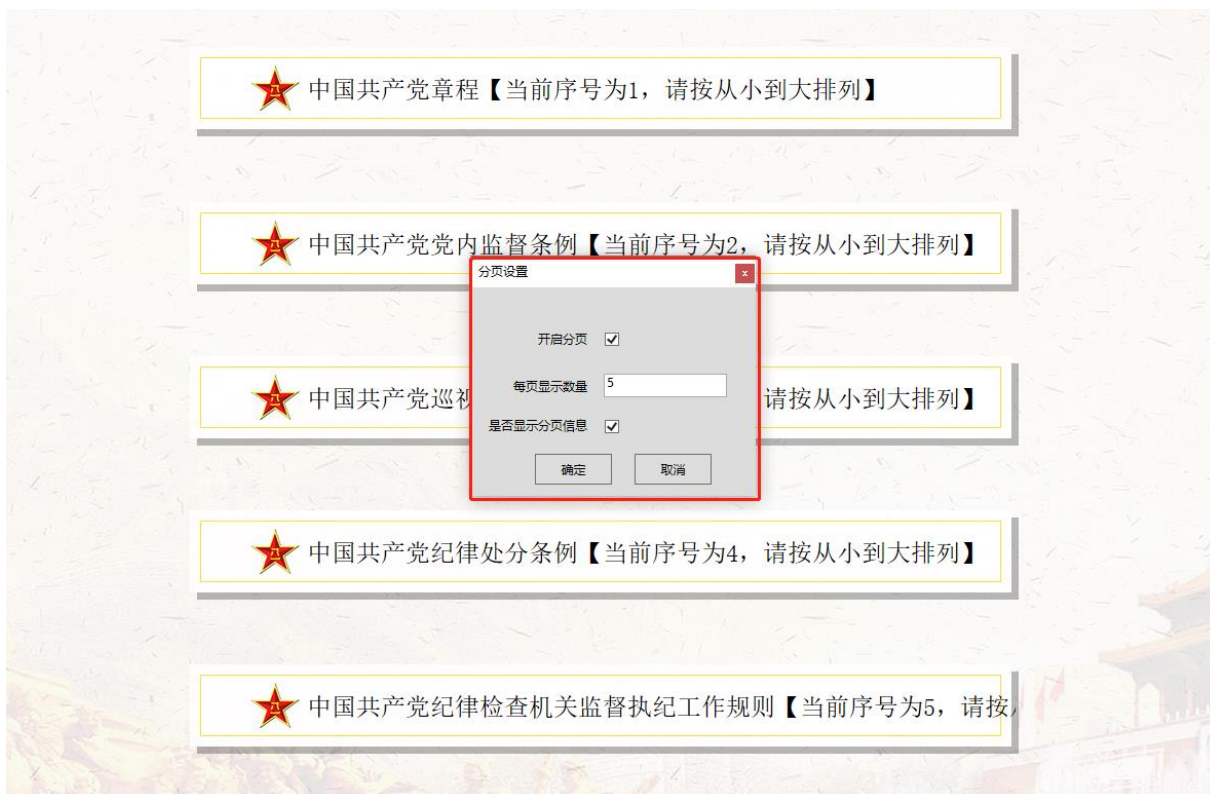 中国共产党章程【当前序号为1，请按从小到大排列】
中国共产党党内监督条例【当前序号为2，请按从小到大排列】
分页设置
x
开启分页
每页显示数量 5
中国共产党巡 请按从小到大排列】
是否显示分页信息
确定 取消
中国共产党纪律处分条例【当前序号为4，请按从小到大排列】
中国共产党纪律检查机关监督执纪工作规则【当前序号为5，请按